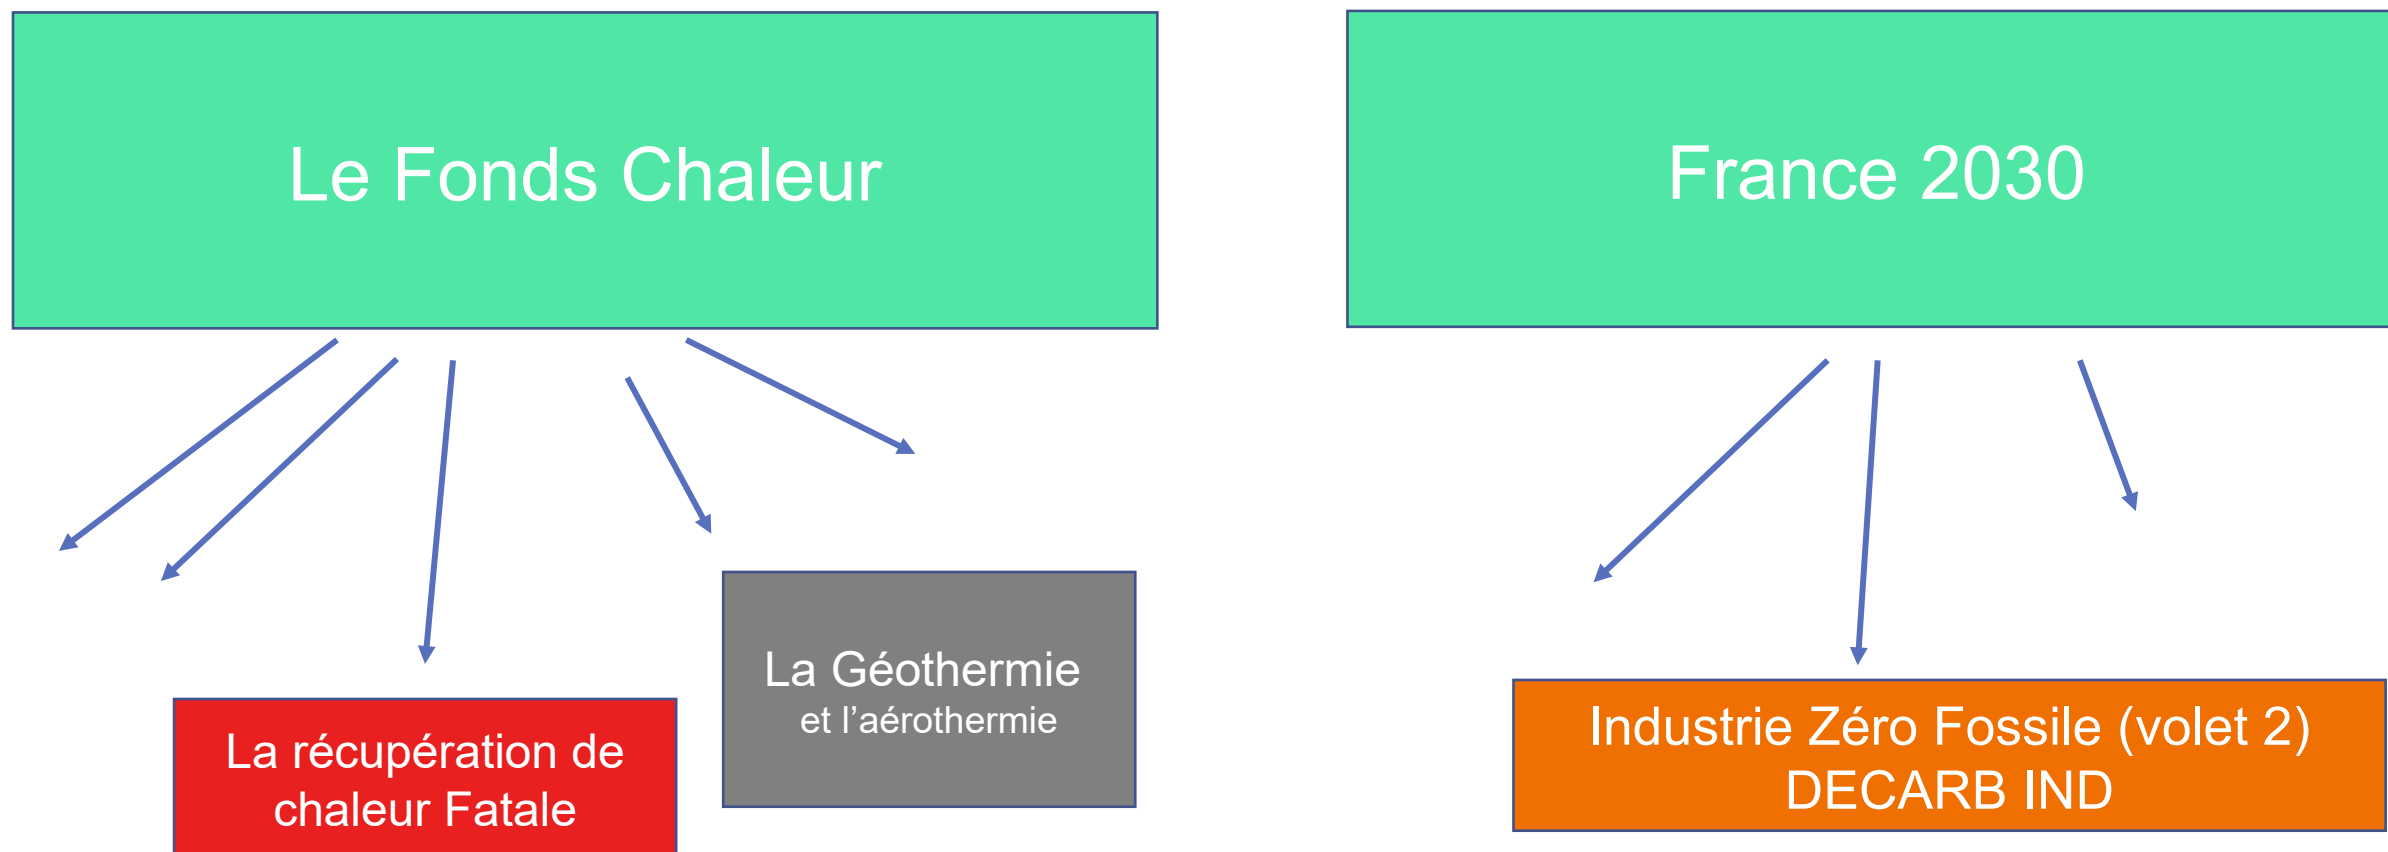 Le Fonds Chaleur
France 2030
La Géothermie
et l’aérothermie
La récupération de
chaleur Fatale
Industrie Zéro Fossile (volet 2)
DECARB IND